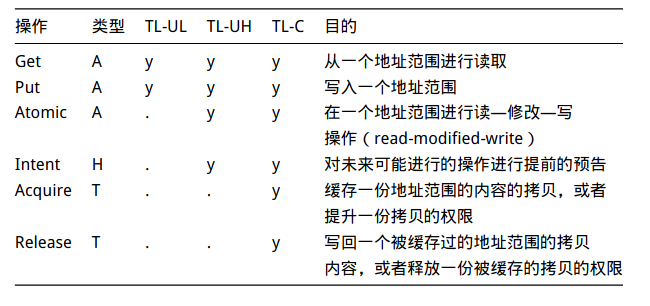 操作 类型 TL-UL TL-UH TL-C 目的
Get A y y y 从一个地址范围进行读取
Put A y y y 写入一个地址范围
Atomic A . y y 在一个地址范围进行读—修改—写
操作（read-modified-write）
Intent H . y y 对未来可能进行的操作进行提前的预告
Acquire T . . y 缓存一份地址范围的内容的拷贝，或者
提升一份拷贝的权限
Release T . . y 写回一个被缓存过的地址范围的拷贝
内容，或者释放一份被缓存的拷贝的权限